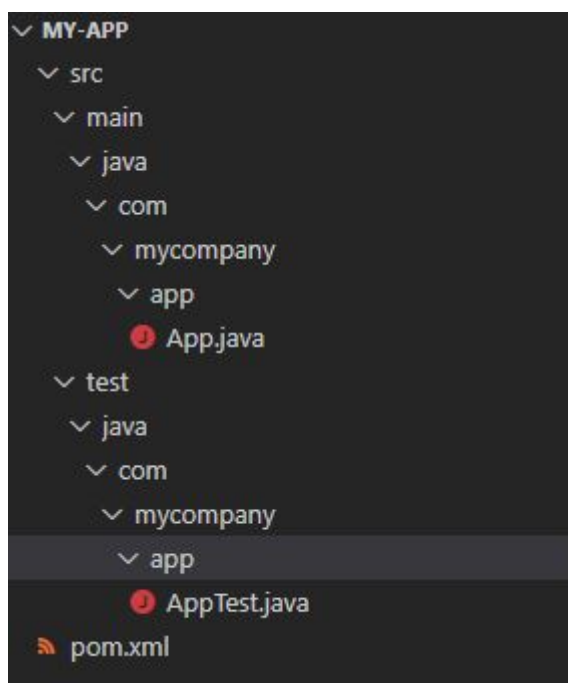 MY-APP
src
main
java
com
mycompany
app
J App.java
test
java
com
mycompany
app
J AppTest.java
pom.xml